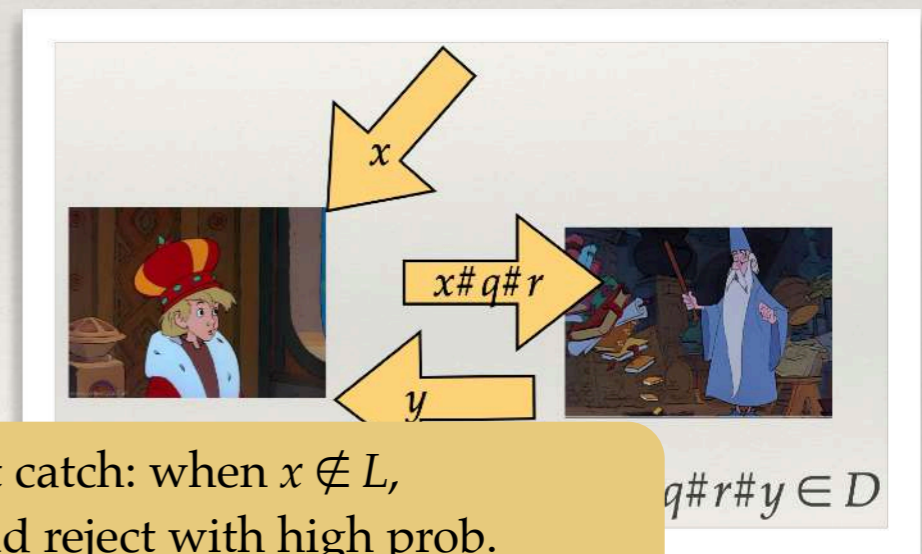 x
x# q# r
y
catch: when x ∉ L,
q#r#y ∈ D
reject with high prob.